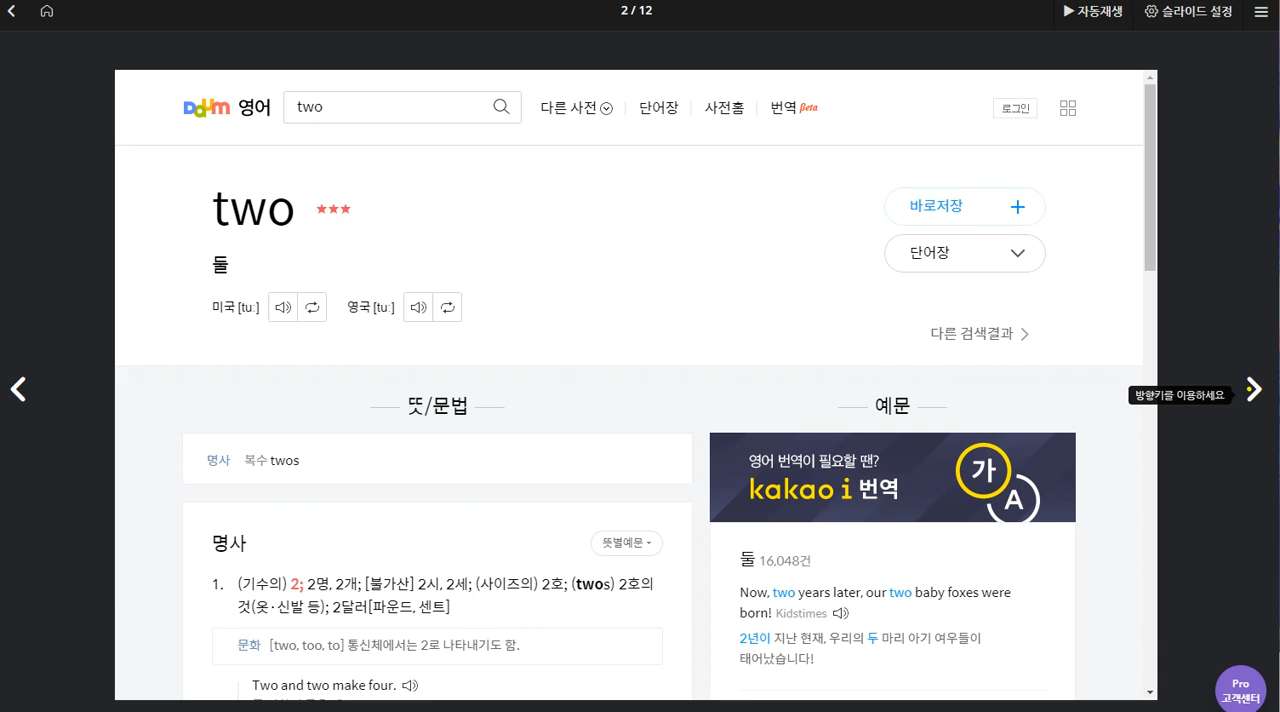 2 / 12
자동재생
슬라이드 설정
Daum 영어
two
다른 사전
단어장
사전홈
번역 Beta
로그인
two ★★★
둘
미국 [tuː]
영국 [tuː]
바로저장 +
단어장
다른 검색결과
방향키를 이용하세요
뜻/문법
명사 복수 twos
명사
뜻별예문
1. (기수의) 2; 2명, 2개; [불가산] 2시, 2세; (사이즈의) 2호; (twos) 2호의
것(옷·신발 등); 2달러[파운드, 센트]
문화 [two, too, to] 통신체에서는 2로 나타내기도 함.
Two and two make four.
예문
영어 번역이 필요할 땐?
kakao i 번역
가
A
둘 16,048건
Now, two years later, our two baby foxes were
born! Kidstimes
2년이 지난 현재, 우리의 두 마리 아기 여우들이
태어났습니다!
Pro
고객센터